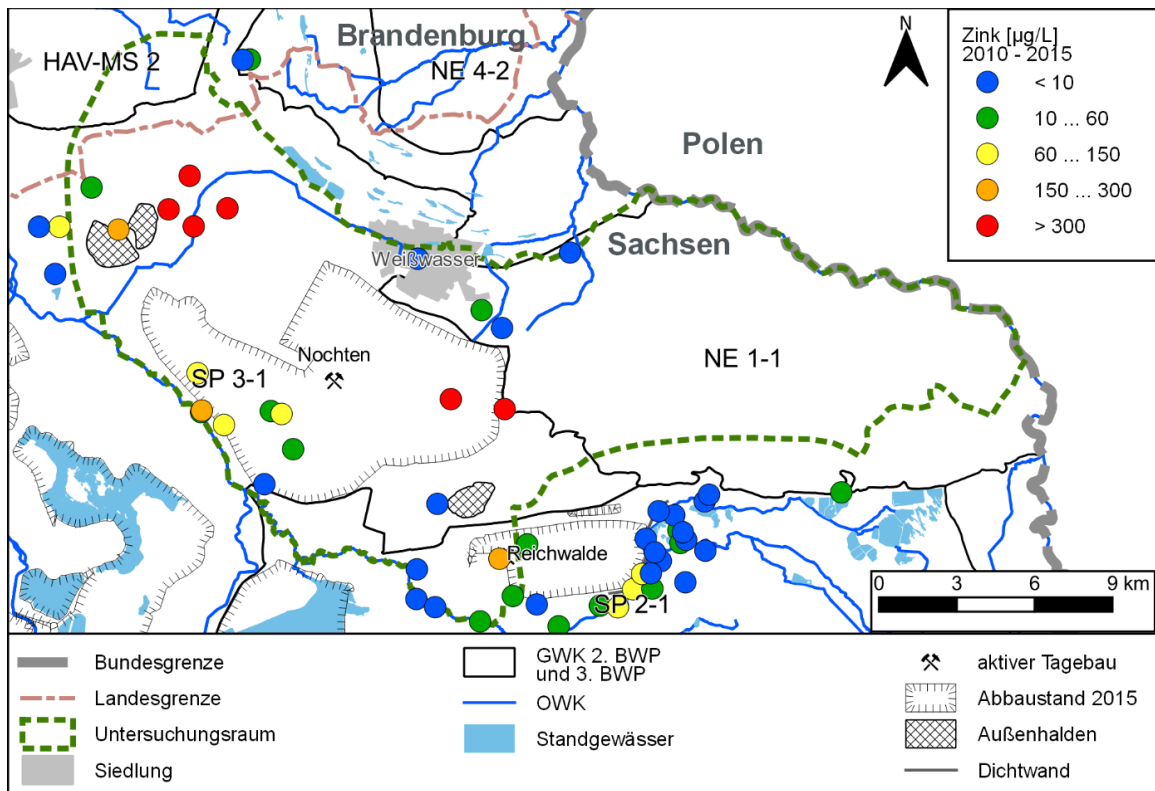 Brandenburg
HAV-MS 2
NE 4-2
N
Zink [µg/L]
2010 - 2015
< 10
10 ... 60
60 ... 150
150 ... 300
> 300
Polen
Sachsen
Weißwasser
Nochten
SP 3-1
NE 1-1
Reichwalde
SP 2-1
0 3 6 9 km
Bundesgrenze
Landesgrenze
Untersuchungsraum
Siedlung
GWK 2. BWP
und 3. BWP
OWK
Standgewässer
aktiver Tagebau
Abbaustand 2015
Außenhalden
Dichtwand